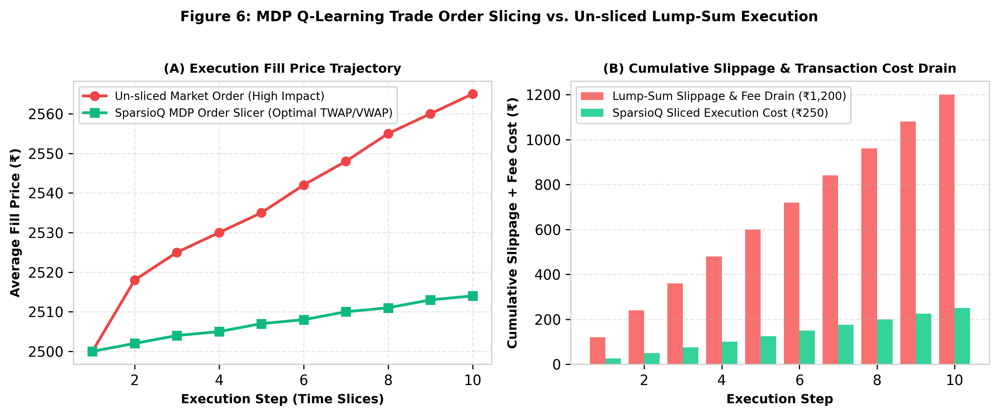 Figure 6: MDP Q-Learning Trade Order Slicing vs. Un-sliced Lump-Sum Execution
(A) Execution Fill Price Trajectory
Un-sliced Market Order (High Impact)
SparsioQ MDP Order Slicer (Optimal TWAP/VWAP)
Average Fill Price (₹)
2560
2550
2540
2530
2520
2510
2500
2 4 6 8 10
Execution Step (Time Slices)
(B) Cumulative Slippage & Transaction Cost Drain
Lump-Sum Slippage & Fee Drain (₹1,200)
SparsioQ Sliced Execution Cost (₹250)
Cumulative Slippage + Fee Cost (₹)
1200
1000
800
600
400
200
0
2 4 6 8 10
Execution Step